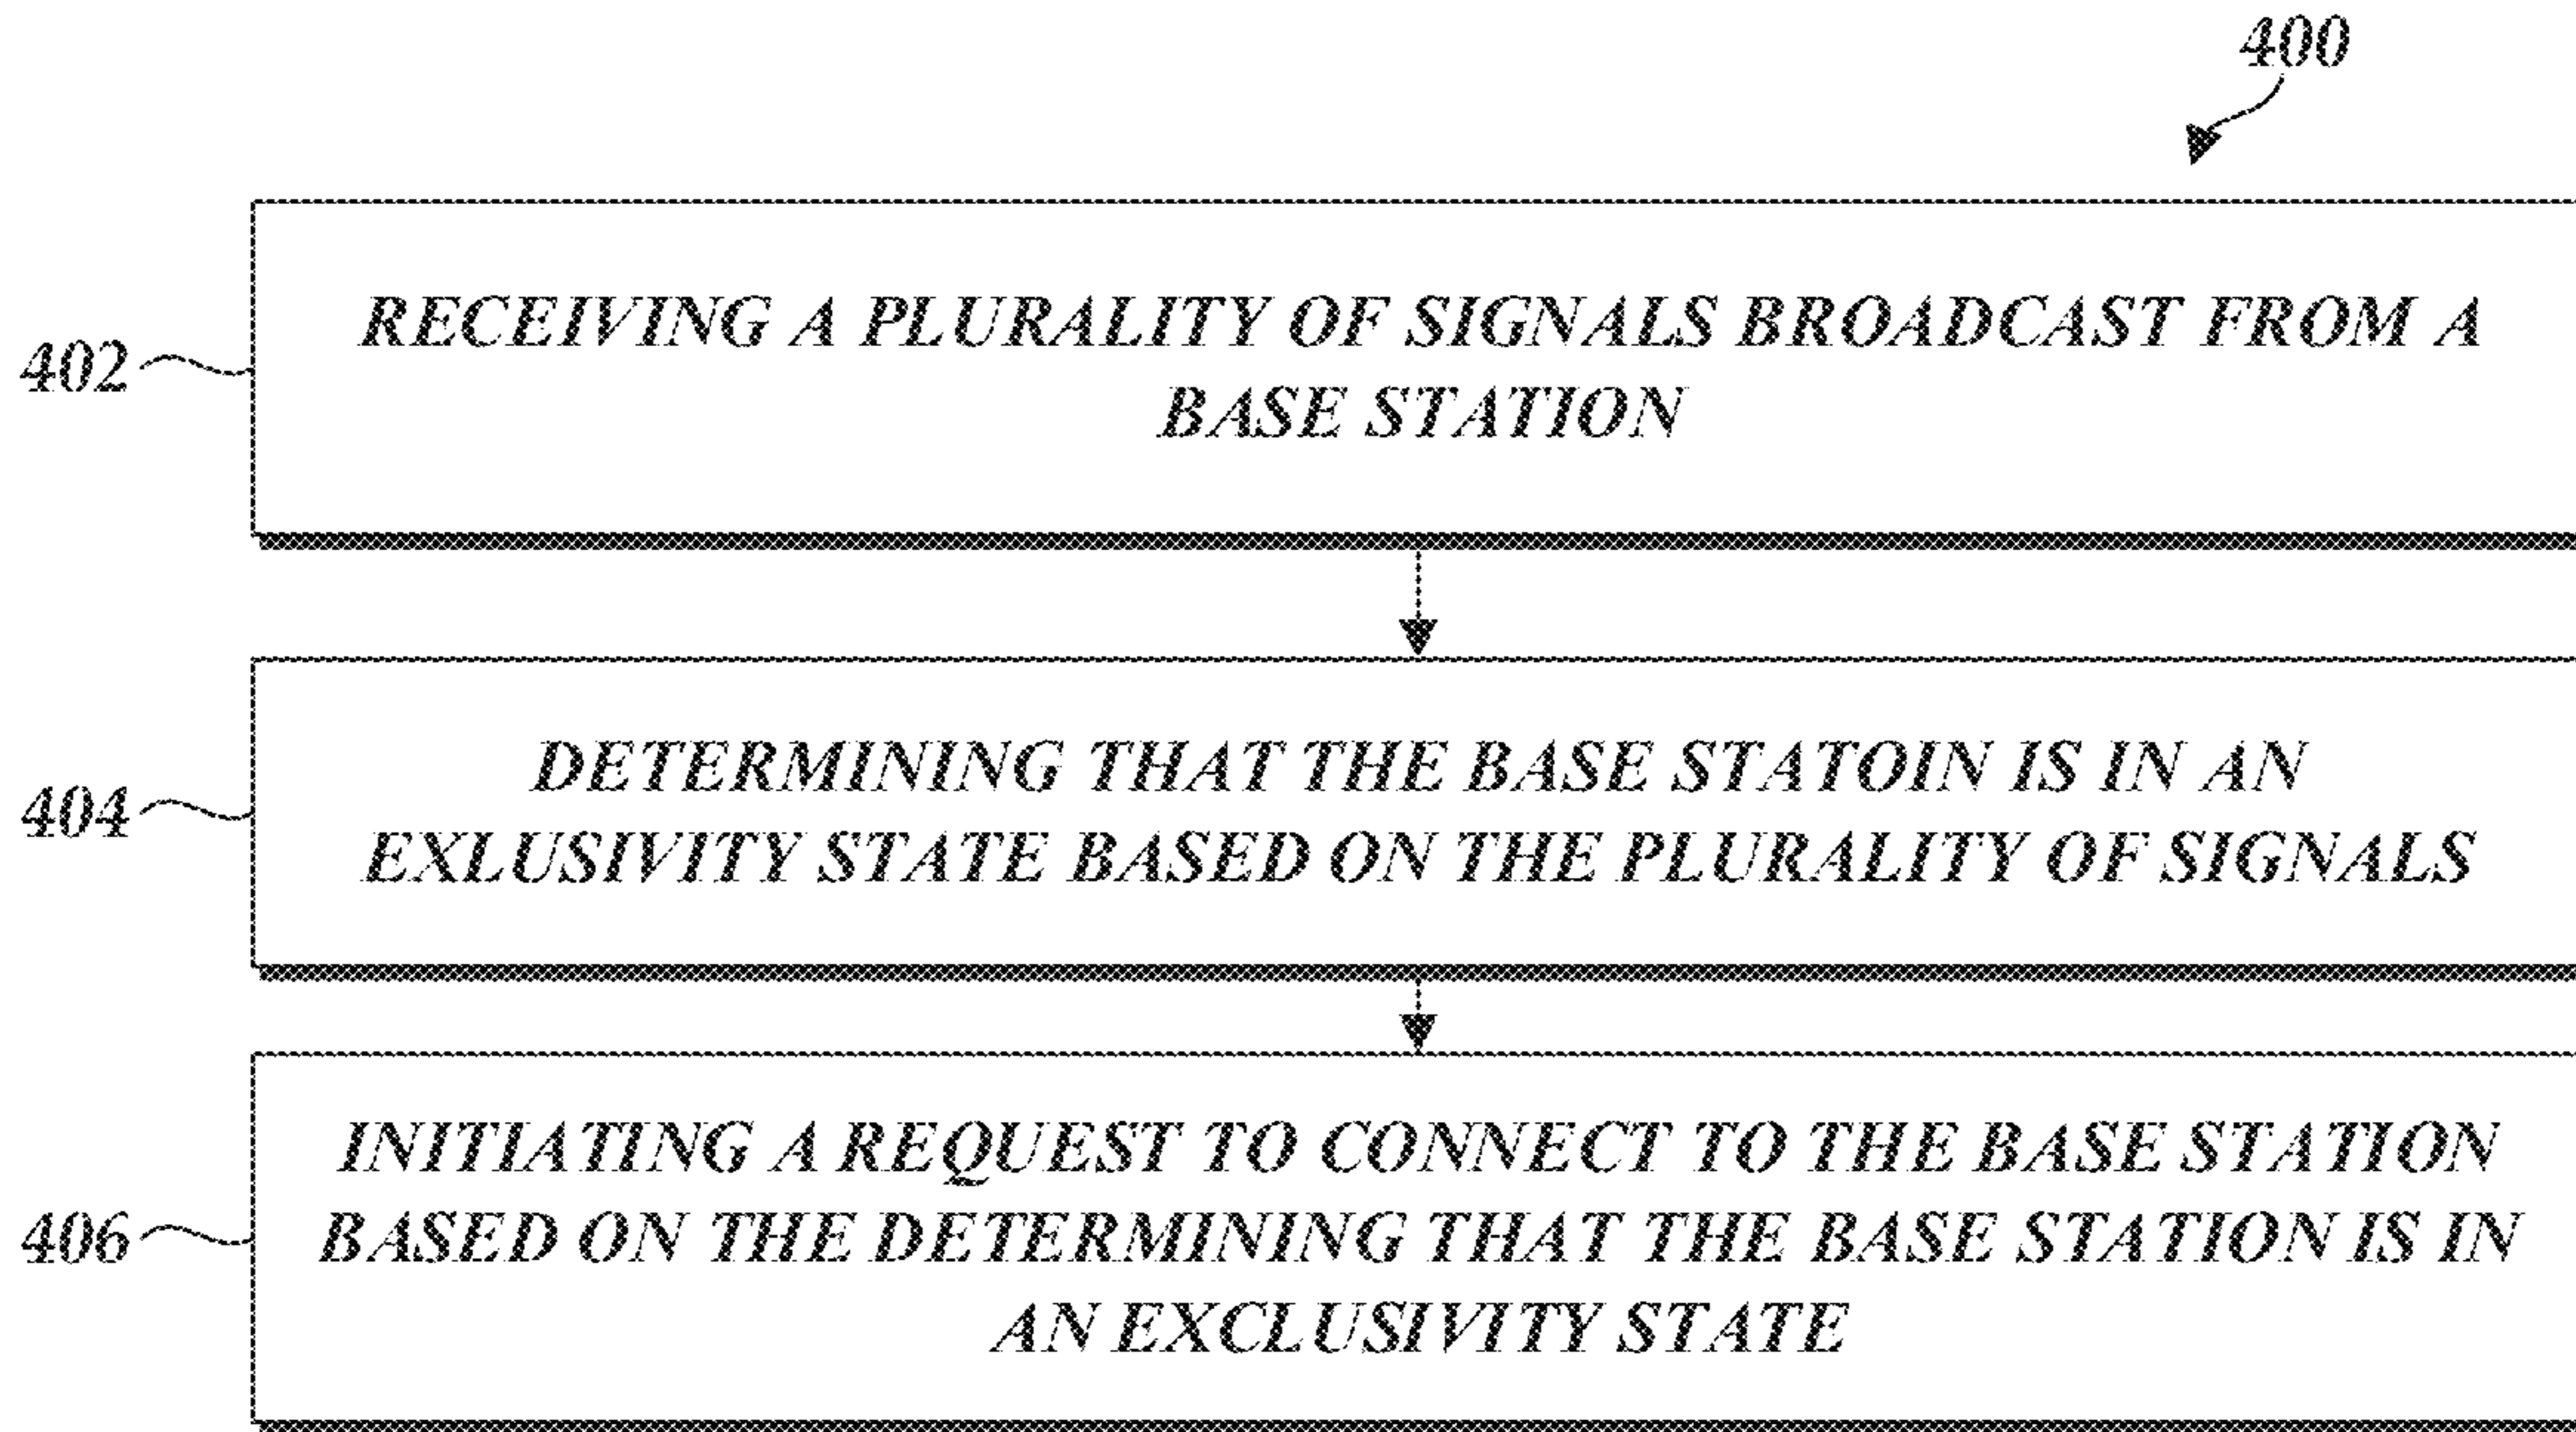 400
402
RECEIVING A PLURALITY OF SIGNALS BROADCAST FROM A
BASE STATION
404
DETERMINING THAT THE BASE STATOIN IS IN AN
EXLUSIVITY STATE BASED ON THE PLURALITY OF SIGNALS
406
INITIATING A REQUEST TO CONNECT TO THE BASE STATION
BASED ON THE DETERMINING THAT THE BASE STATION IS IN
AN EXCLUSIVITY STATE